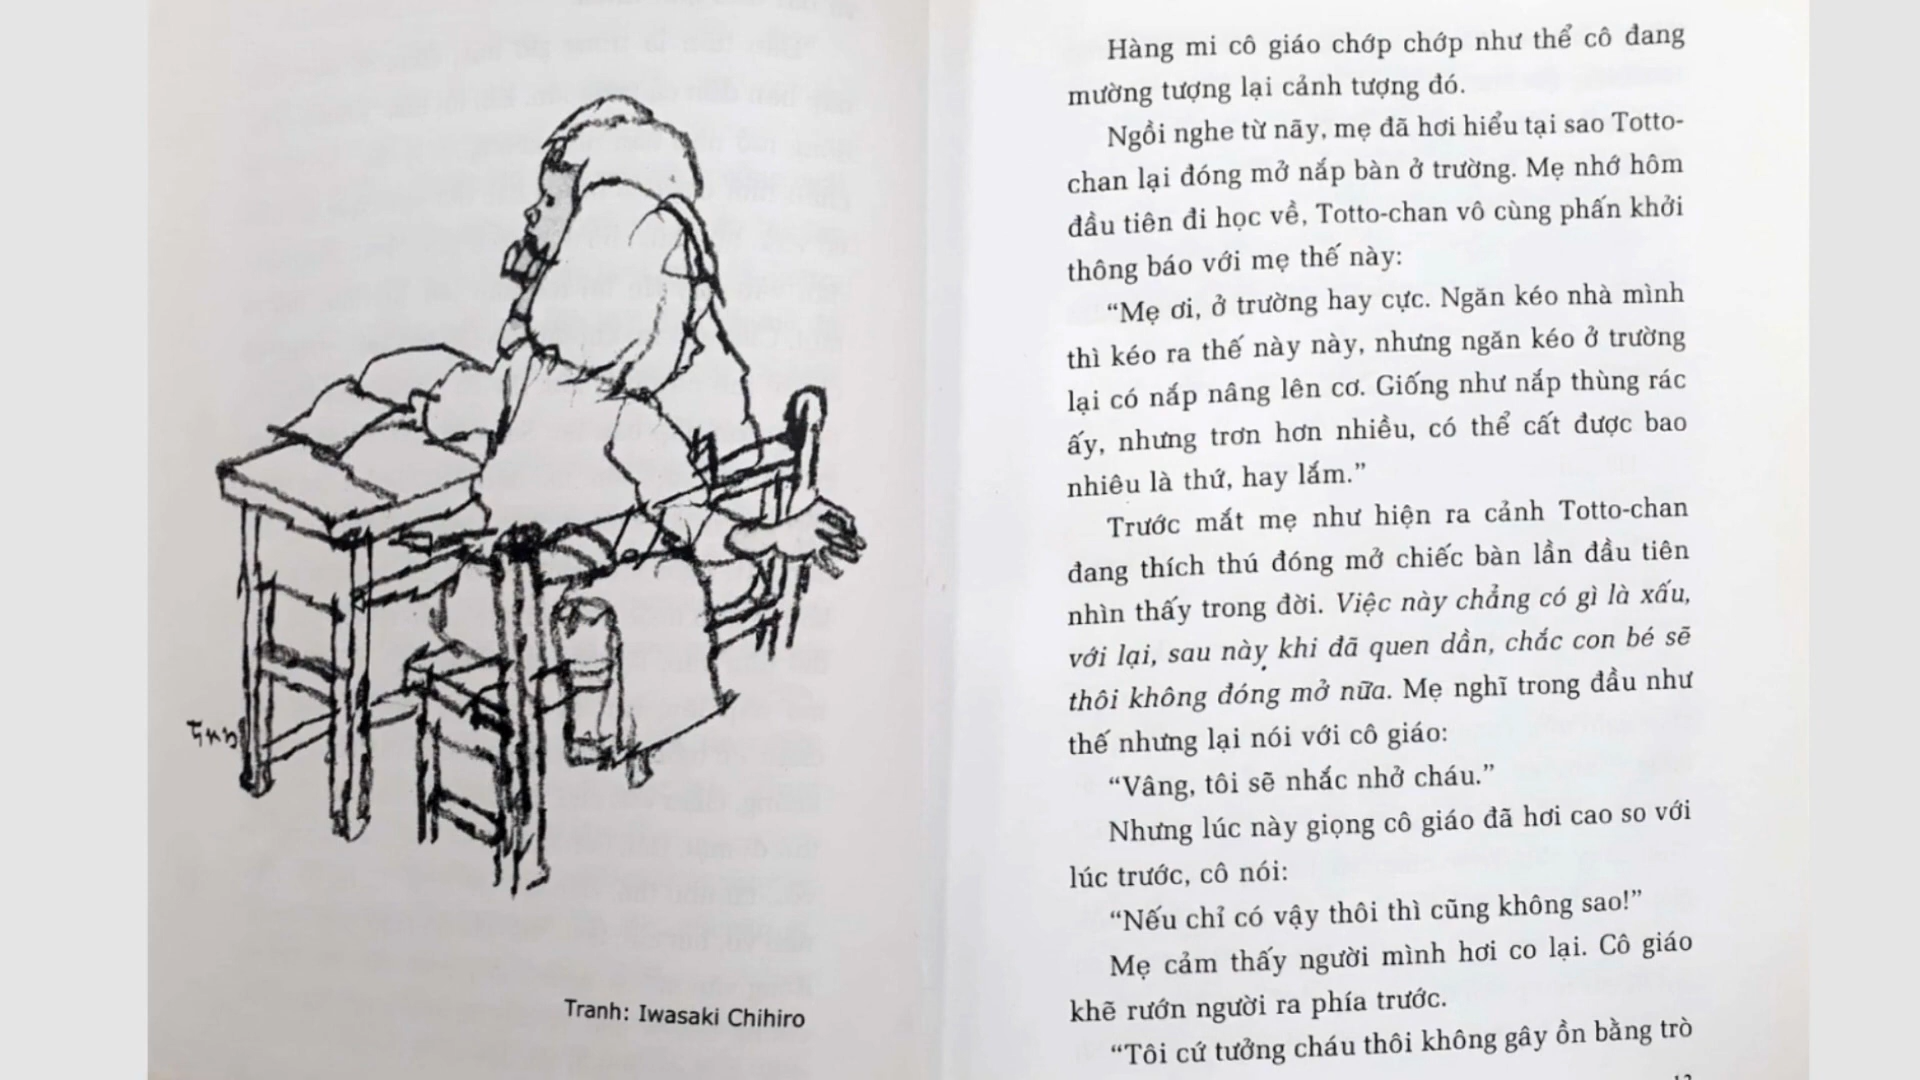 Tranh: Iwasaki Chihiro
Hàng mi cô giáo chớp chớp như thể cô đang
mường tượng lại cảnh tượng đó.
Ngồi nghe từ nãy, mẹ đã hơi hiểu tại sao Totto-
chan lại đóng mở nắp bàn ở trường. Mẹ nhớ hôm
đầu tiên đi học về, Totto-chan vô cùng phấn khởi
thông báo với mẹ thế này:
“Mẹ ơi, ở trường hay cực. Ngăn kéo nhà mình
thì kéo ra thế này này, nhưng ngăn kéo ở trường
lại có nắp nâng lên cơ. Giống như nắp thùng rác
ấy, nhưng trơn hơn nhiều, có thể cất được bao
nhiêu là thứ, hay lắm.”
Trước mắt mẹ như hiện ra cảnh Totto-chan
đang thích thú đóng mở chiếc bàn lần đầu tiên
nhìn thấy trong đời. Việc này chẳng có gì là xấu,
với lại, sau này khi đã quen dần, chắc con bé sẽ
thôi không đóng mở nữa. Mẹ nghĩ trong đầu như
thế nhưng lại nói với cô giáo:
“Vâng, tôi sẽ nhắc nhở cháu.”
Nhưng lúc này giọng cô giáo đã hơi cao so với
lúc trước, cô nói:
“Nếu chỉ có vậy thôi thì cũng không sao!”
Mẹ cảm thấy người mình hơi co lại. Cô giáo
khẽ rướn người ra phía trước.
“Tôi cứ tưởng cháu thôi không gây ồn bằng trò